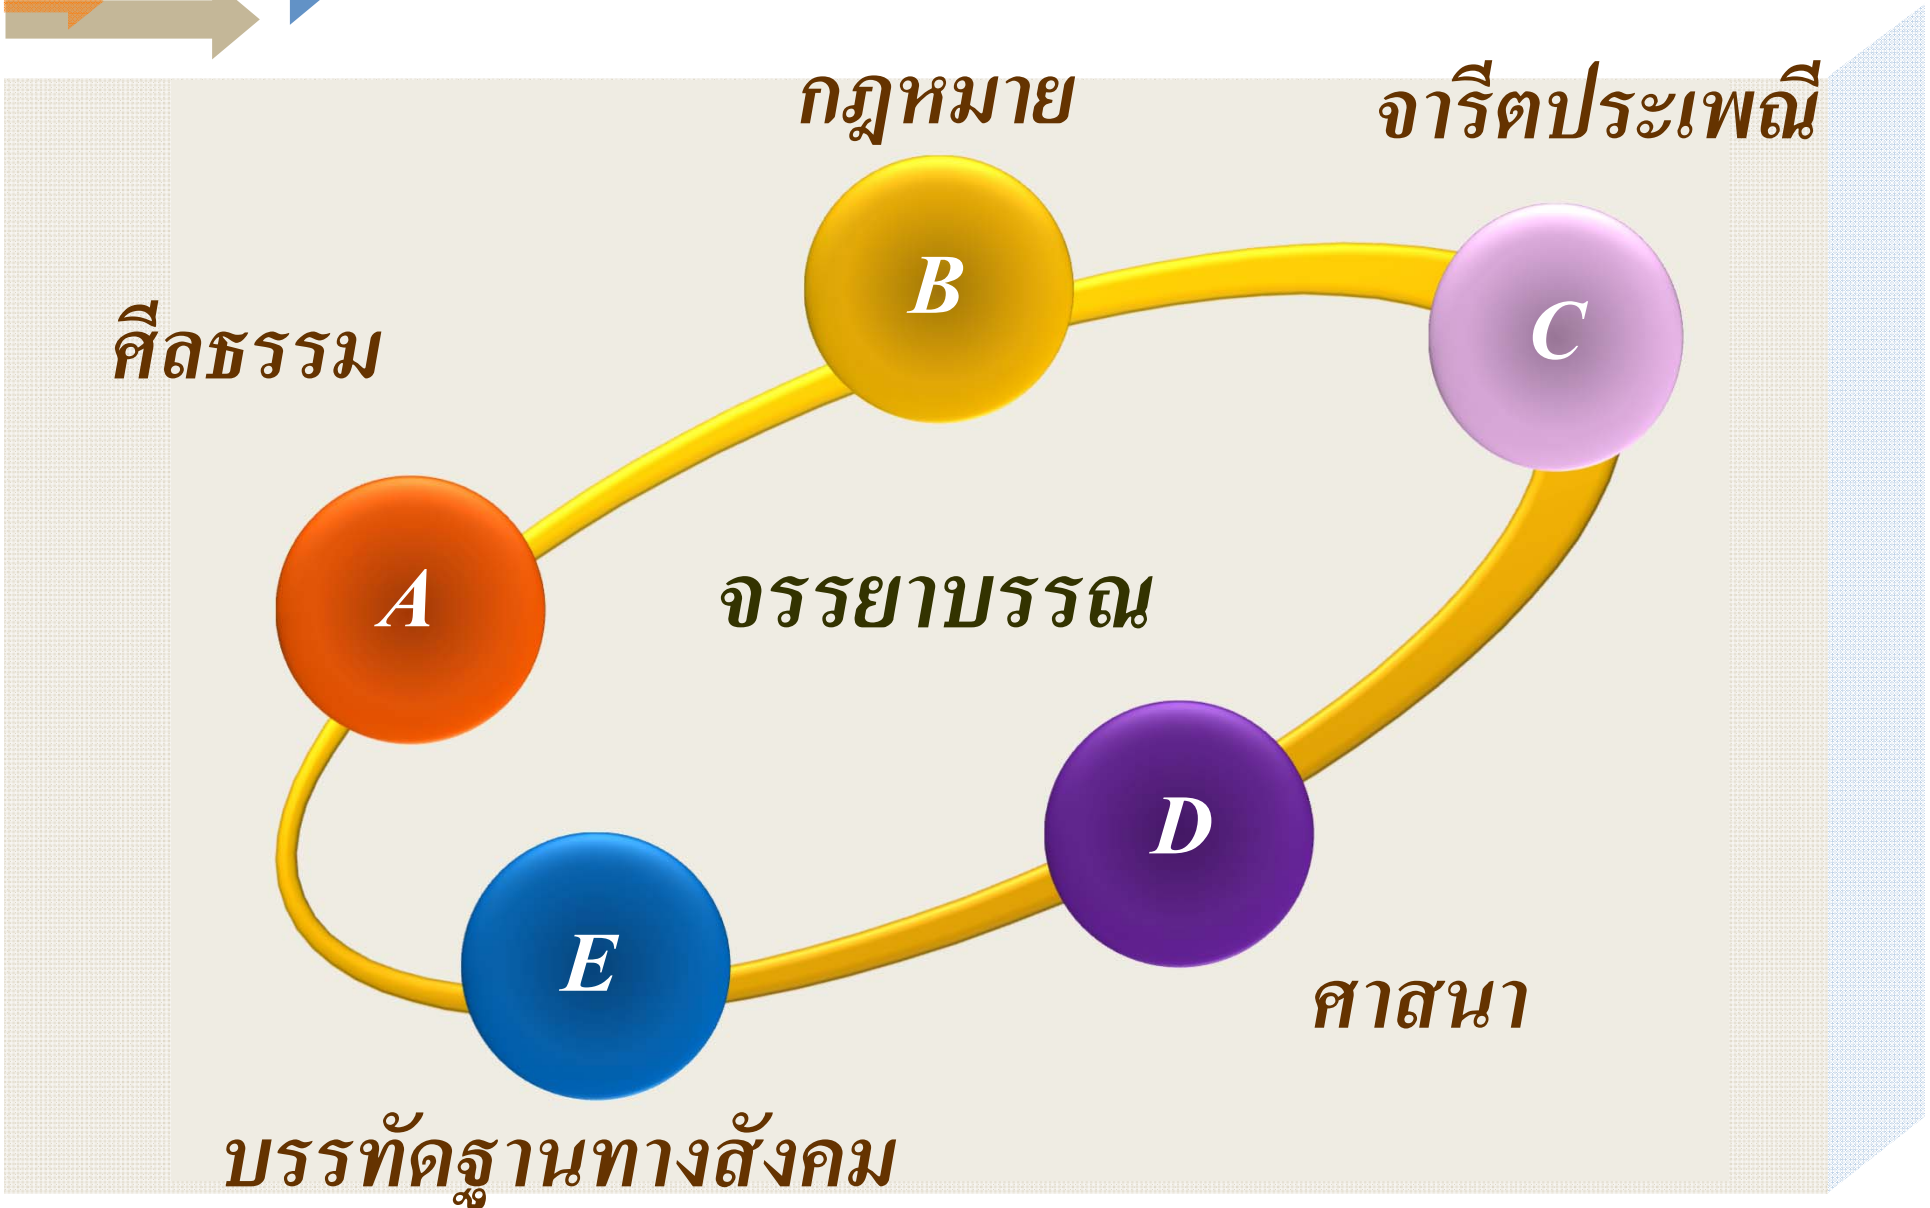 กฎหมาย
จารีตประเพณี
B
C
ศีลธรรม
A
จรรยาบรรณ
D
E
ศาสนา
บรรทัดฐานทางสังคม